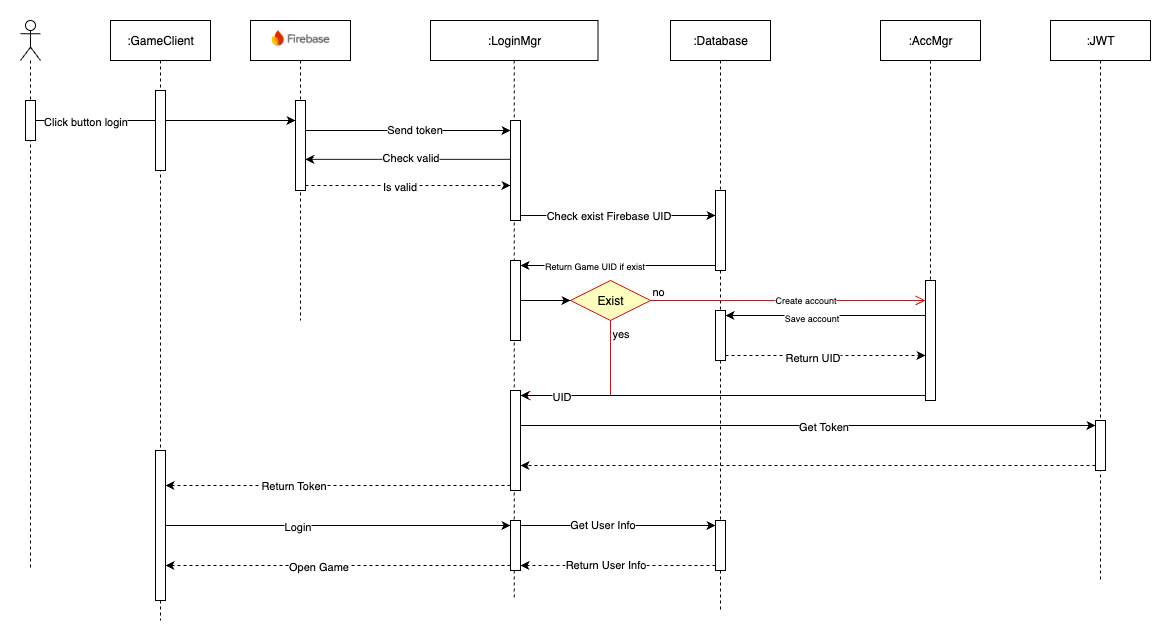 :GameClient
Firebase
:LoginMgr
:Database
:AccMgr
:JWT
Click button login
Send token
Check valid
Is valid
Check exist Firebase UID
Return Game UID if exist
Exist
no
Create account
Save account
yes
Return UID
UID
Get Token
Return Token
Login
Get User Info
Open Game
Return User Info